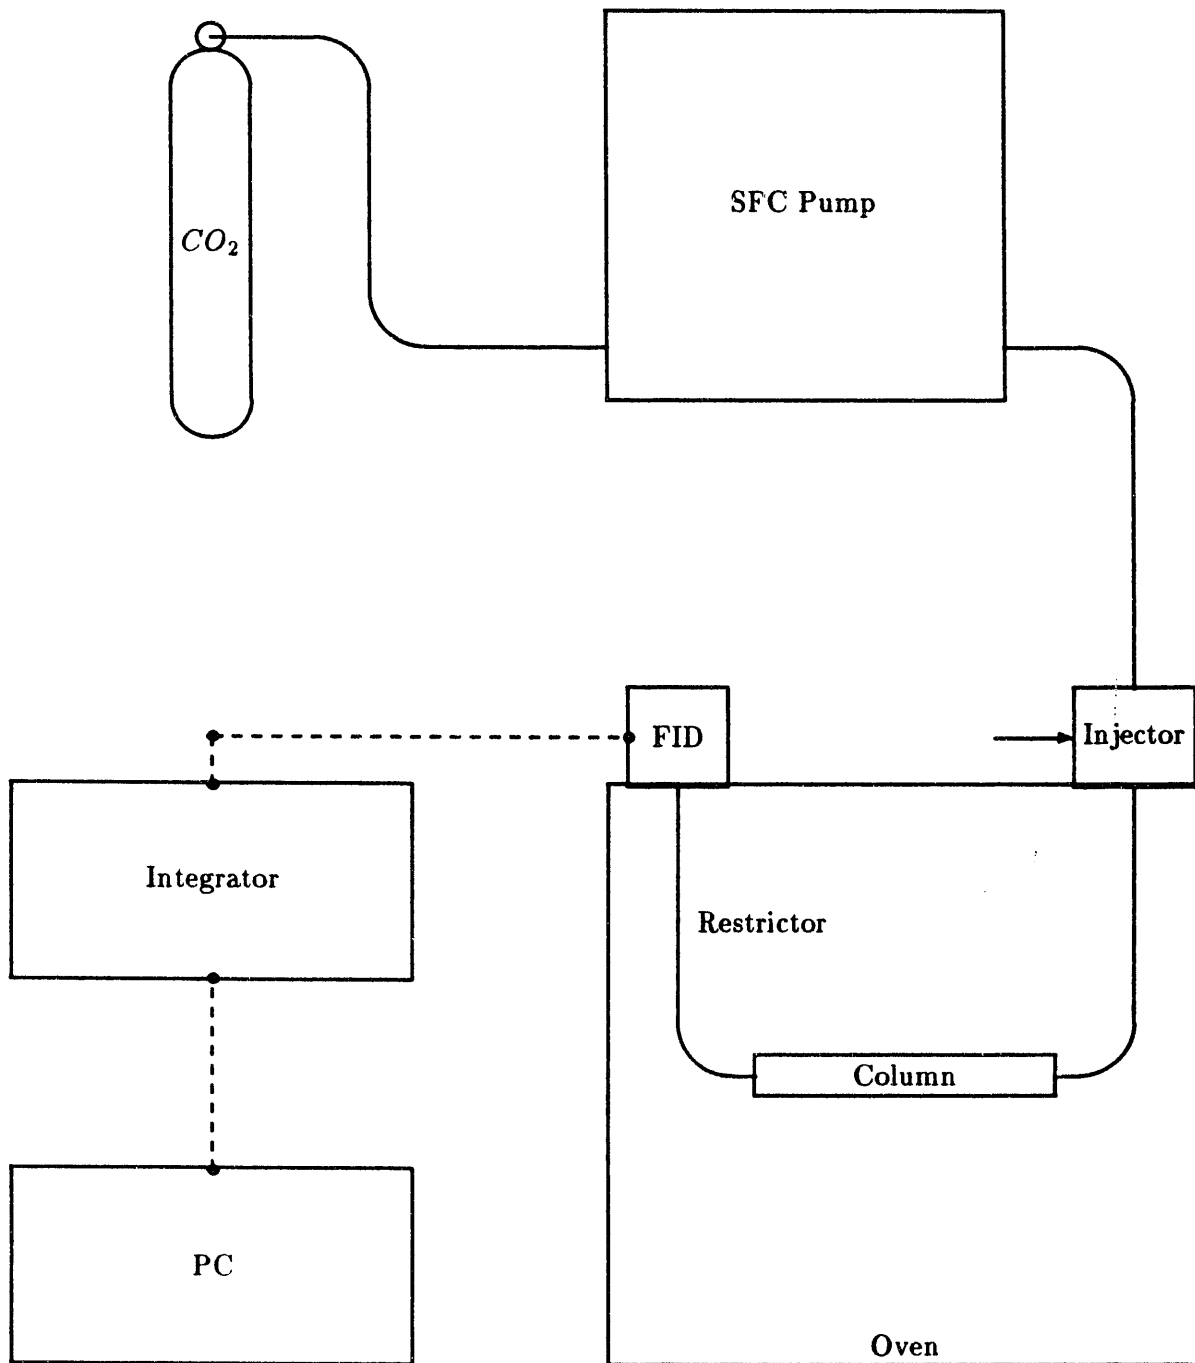 SFC Pump
CO₂
FID
Injector
Integrator
Restrictor
Column
PC
Oven